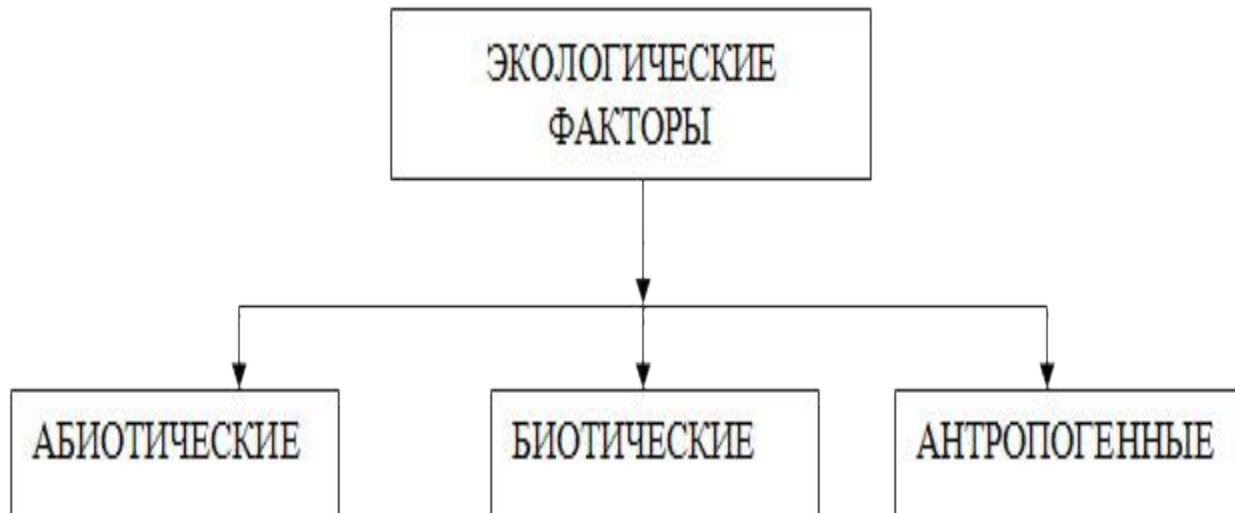 ЭКОЛОГИЧЕСКИЕ
ФАКТОРЫ
АБИОТИЧЕСКИЕ
БИОТИЧЕСКИЕ
АНТРОПОГЕННЫЕ